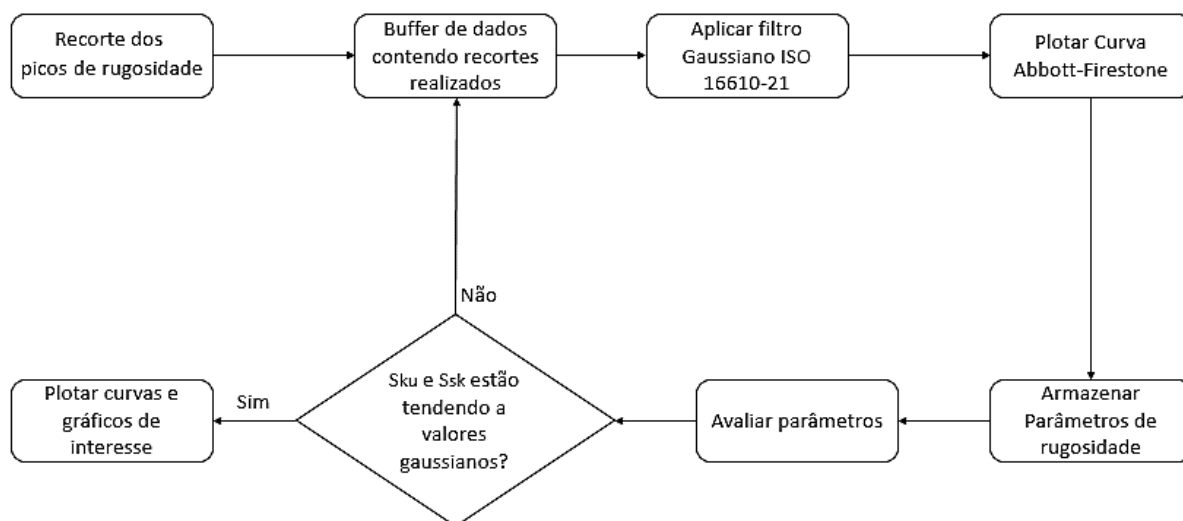 Recorte dos
picos de rugosidade
Buffer de dados
contendo recortes
realizados
Aplicar filtro
Gaussiano ISO
16610-21
Plotar Curva
Abbott-Firestone
Armazenar
Parâmetros de
rugosidade
Avaliar parâmetros
Sku e Ssk estão
tendendo a
valores
gaussianos?
Não
Sim
Plotar curvas e
gráficos de
interesse